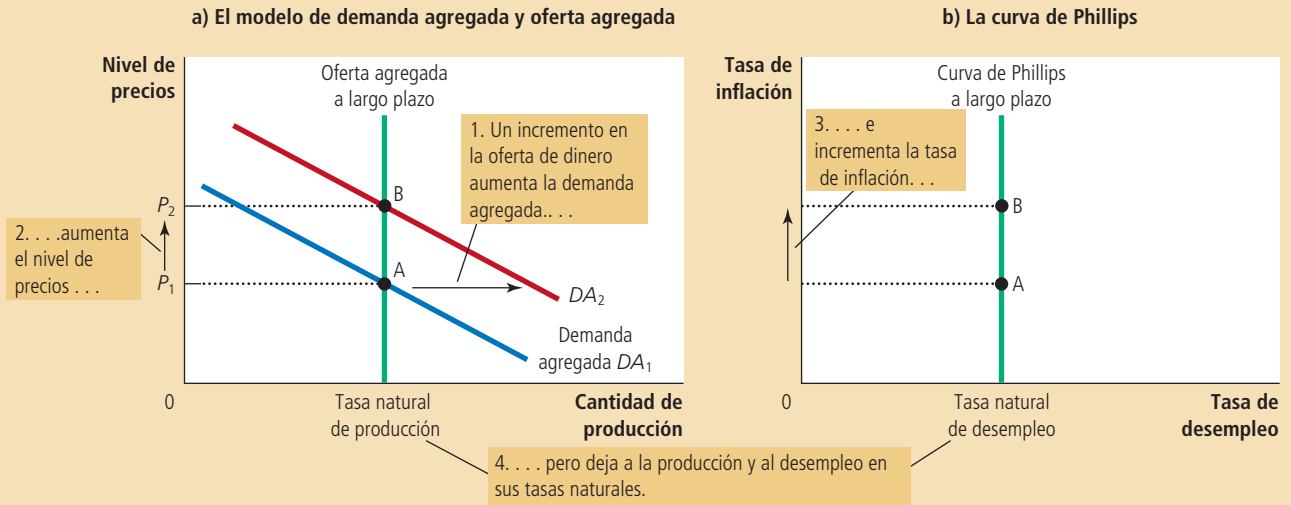 a) El modelo de demanda agregada y oferta agregada
Nivel de
precios
Oferta agregada
a largo plazo
1. Un incremento en
la oferta de dinero
aumenta la demanda
agregada.. . .
B
P2
2. . . .aumenta
el nivel de
precios . . .
A
P1
DA2
Demanda
agregada DA1
0
Tasa natural
de producción
Cantidad de
producción
b) La curva de Phillips
Tasa de
inflación
Curva de Phillips
a largo plazo
3. . . . e
incrementa la tasa
de inflación. . .
B
A
0
Tasa natural
de desempleo
Tasa de
desempleo
4. . . . pero deja a la producción y al desempleo en
sus tasas naturales.